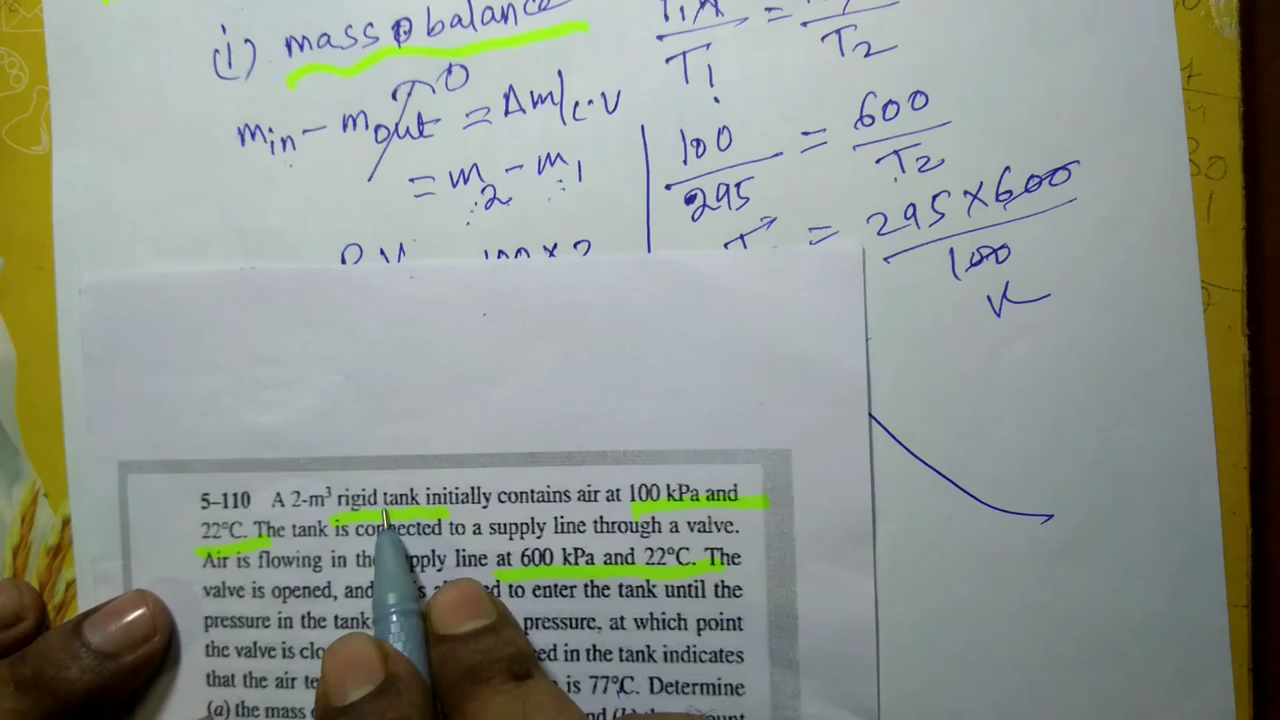 (i) mass balance
min - mout = Δm/c.v
0
= m2 - m1
T1
T2
100/295 = 600/T2
= 295 × 600
100
K
5–110 A 2-m³ rigid tank initially contains air at 100 kPa and
22°C. The tank is connected to a supply line through a valve.
Air is flowing in the supply line at 600 kPa and 22°C. The
valve is opened, and to enter the tank until the
pressure in the tank pressure, at which point
the valve is in the tank indicates
that the air is 77°C. Determine
(a) the mass